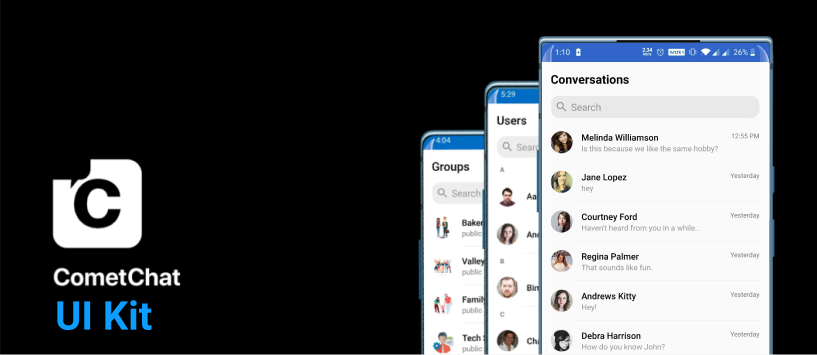 C
CometChat
UI Kit
4:04
Groups
Search
Baker
public
Valley
public
Family
public
Tech S
public
5:29
Users
Sear
A
Aa
And
B
Bim
C
Cha
1:10
26%
Conversations
Search
Melinda Williamson
12:55 PM
Is this because we like the same hobby?
Jane Lopez
Yesterday
hey
Courtney Ford
Yesterday
Haven't heard from you in a while..
Regina Palmer
Yesterday
That sounds like fun.
Andrews Kitty
Yesterday
Hey!
Debra Harrison
Yesterday
How do you know John?